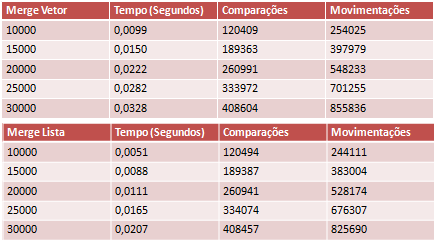 Merge Vetor Tempo (Segundos) Comparações Movimentações
10000 0,0099 120409 254025
15000 0,0150 189363 397979
20000 0,0222 260991 548233
25000 0,0282 333972 701255
30000 0,0328 408604 855836
Merge Lista Tempo (Segundos) Comparações Movimentações
10000 0,0051 120494 244111
15000 0,0088 189387 383004
20000 0,0111 260941 528174
25000 0,0165 334074 676307
30000 0,0207 408457 825690